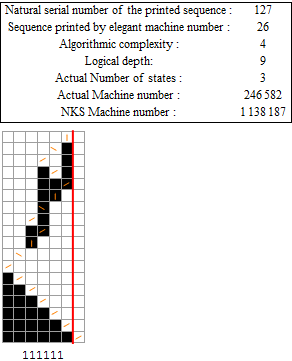 Natural serial number of the printed sequence : 127
Sequence printed by elegant machine number : 26
Algorithmic complexity : 4
Logical depth: 9
Actual Number of states : 3
Actual Machine number : 246 582
NKS Machine number : 1 138 187
111111